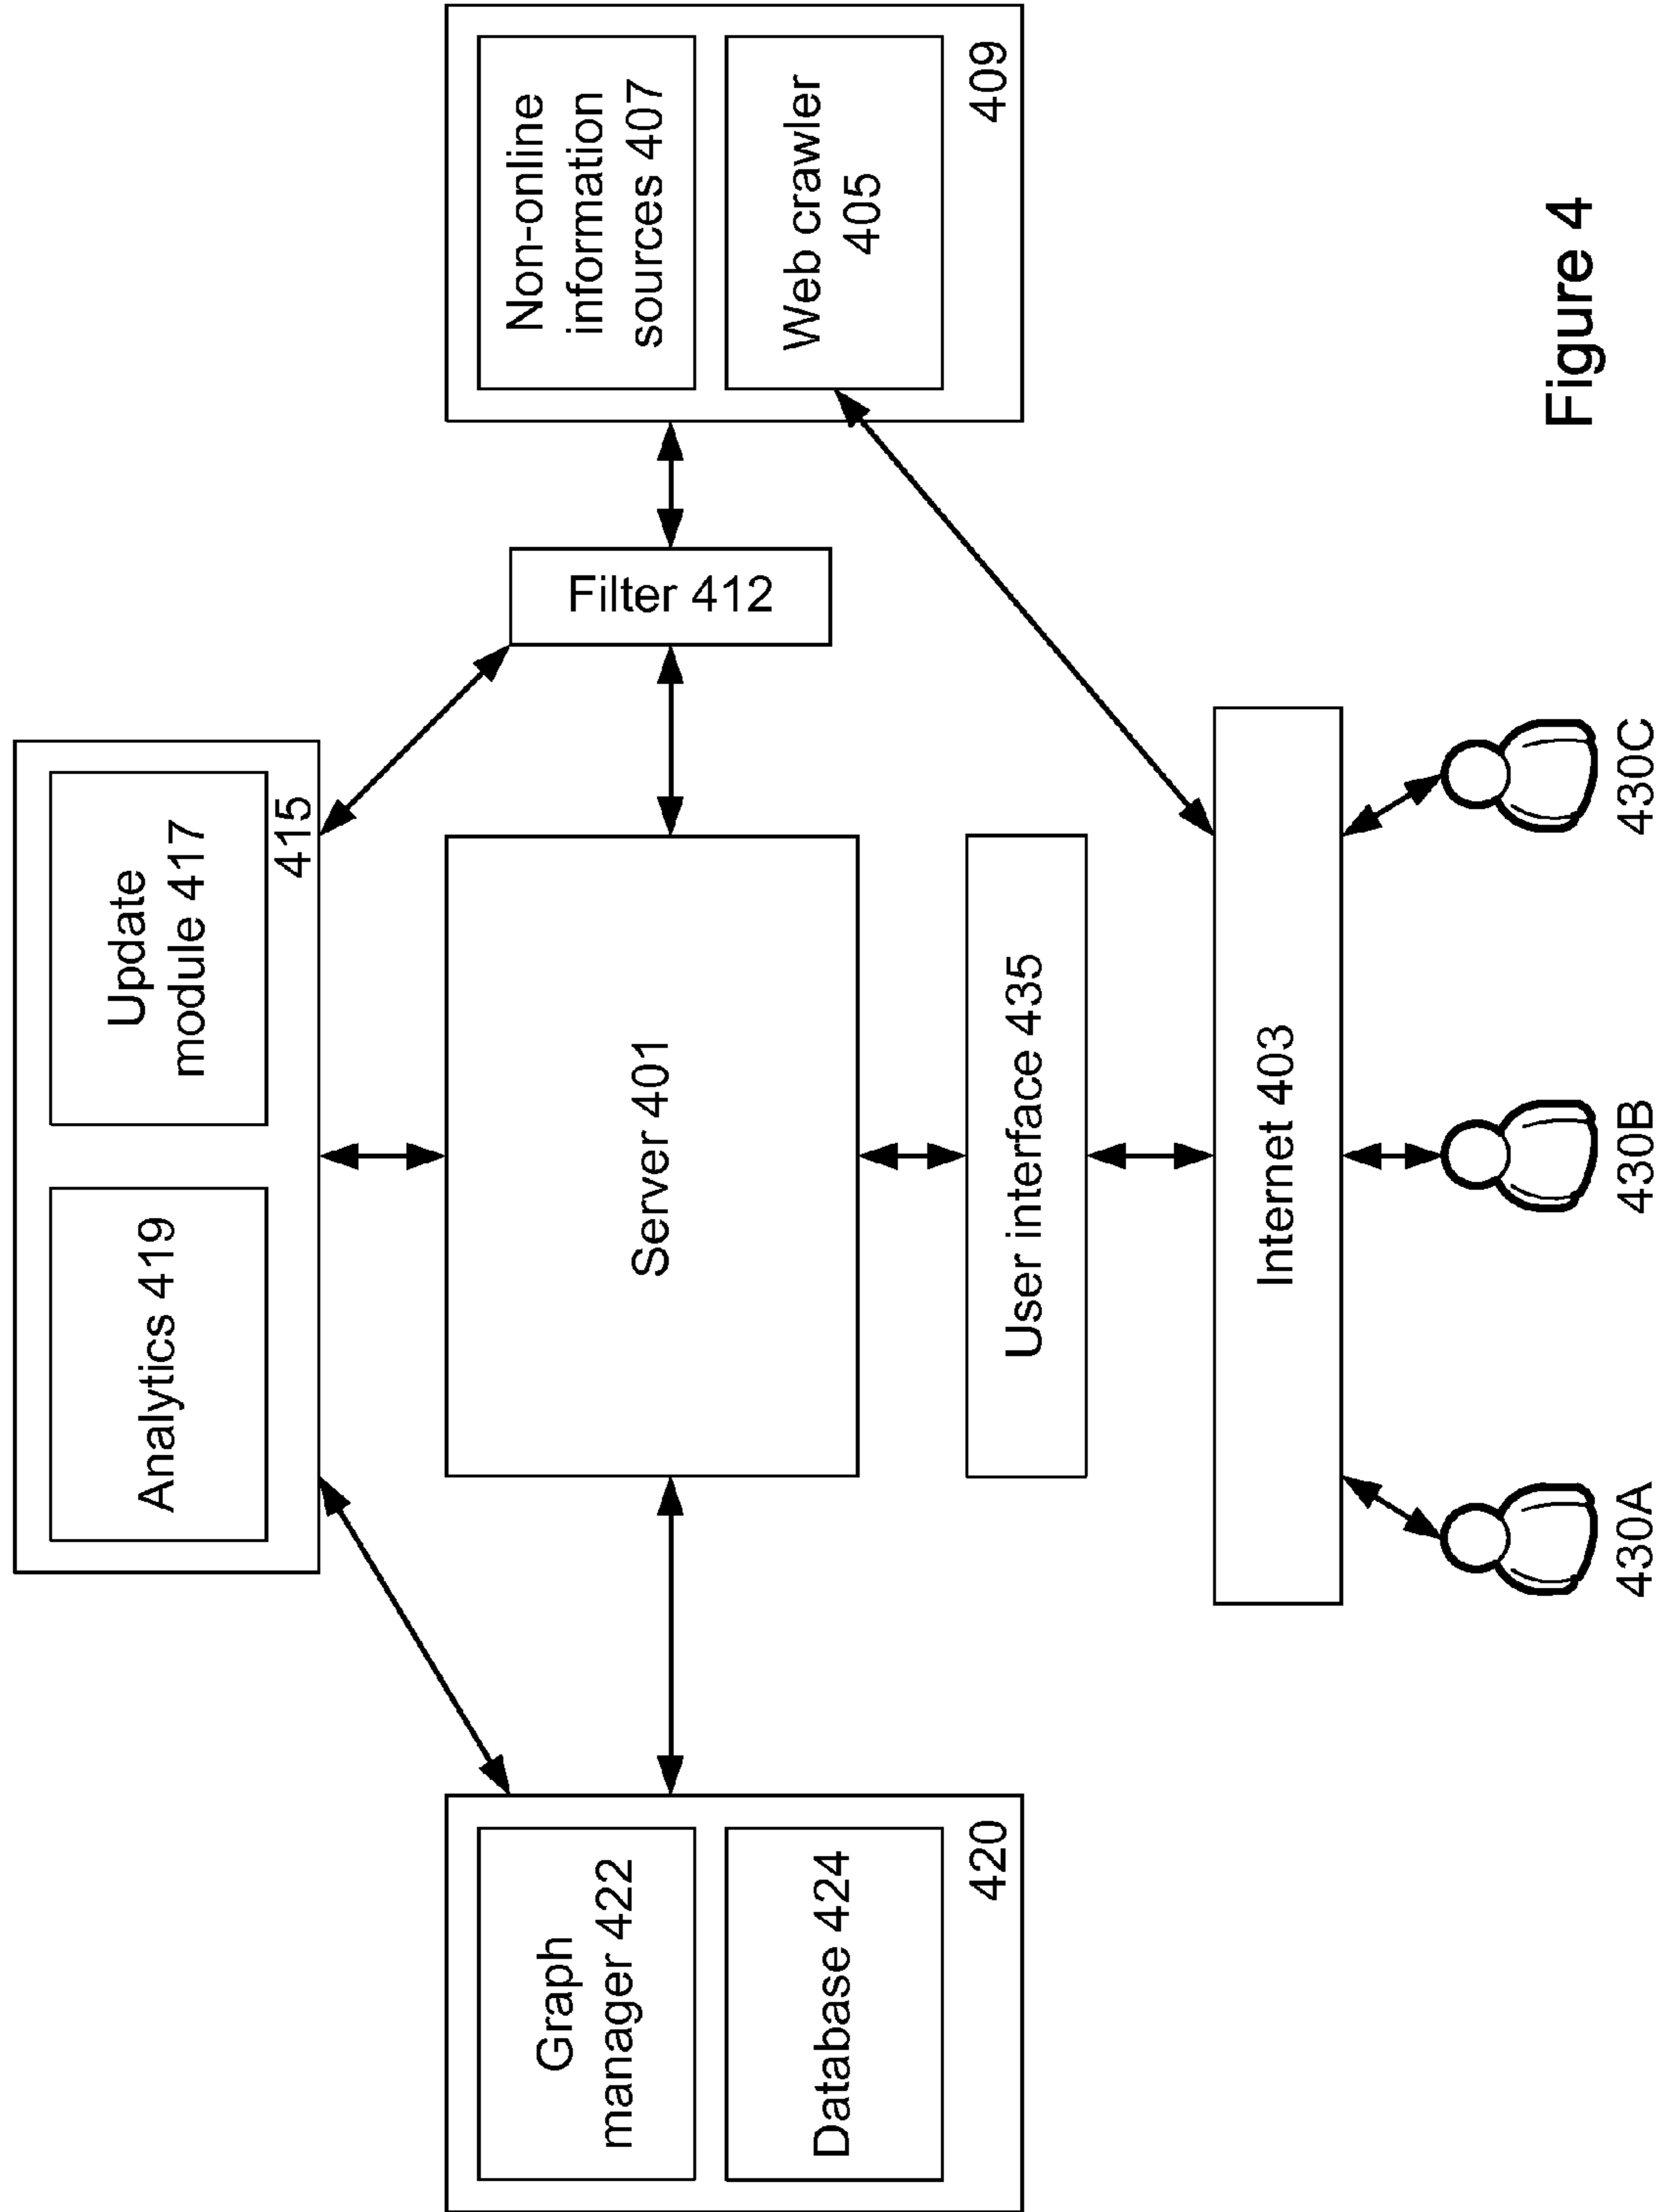 Analytics 419
Update
module 417
415
Graph
manager 422
Database 424
420
Server 401
Filter 412
Non-online
information
sources 407
Web crawler
405
409
User interface 435
Internet 403
430A
430B
430C
Figure 4